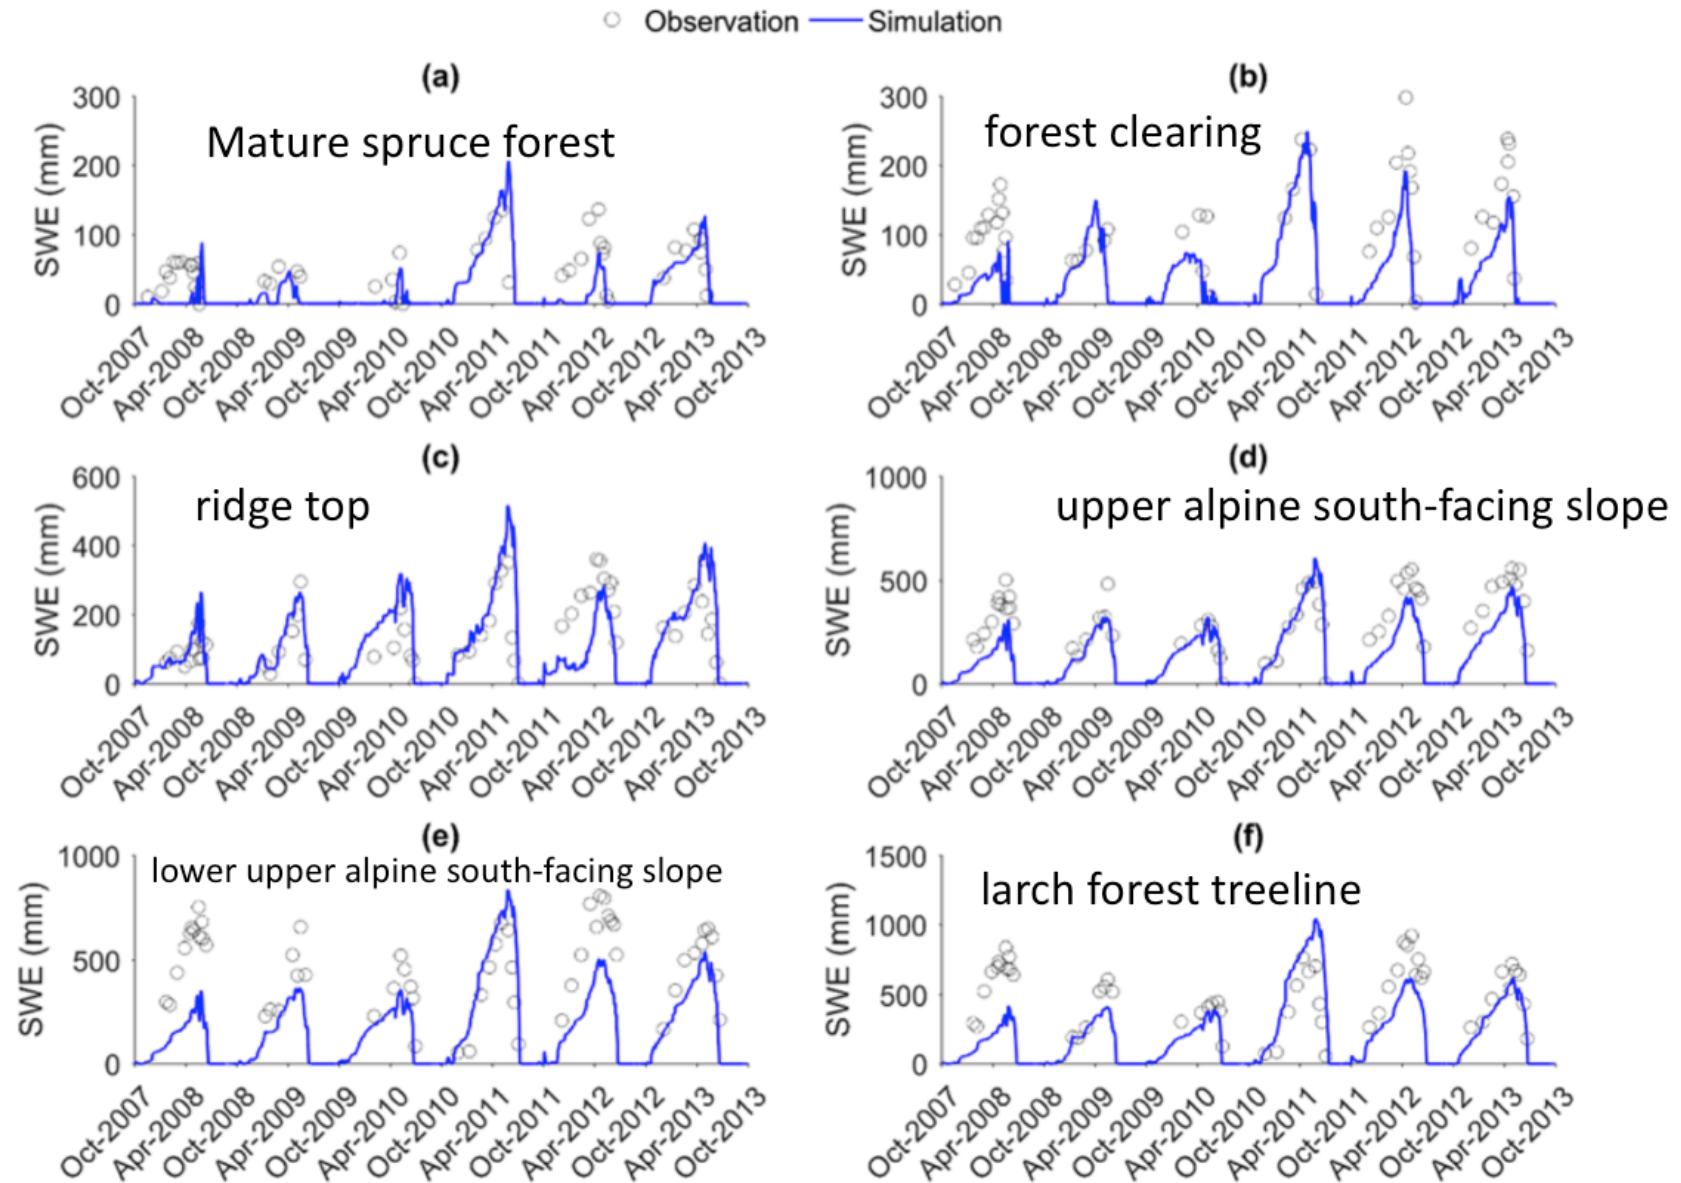 Observation Simulation
(a) (b)
300 300
Mature spruce forest forest clearing
200 200
100 100
0 0
SWE (mm) SWE (mm)
Oct-2007 Apr-2008 Oct-2008 Apr-2009 Oct-2009 Apr-2010 Oct-2010 Apr-2011 Oct-2011 Apr-2012 Oct-2012 Apr-2013 Oct-2013 Oct-2007 Apr-2008 Oct-2008 Apr-2009 Oct-2009 Apr-2010 Oct-2010 Apr-2011 Oct-2011 Apr-2012 Oct-2012 Apr-2013 Oct-2013
(c) (d)
600 1000
ridge top upper alpine south-facing slope
400 500
200
0 0
SWE (mm) SWE (mm)
Oct-2007 Apr-2008 Oct-2008 Apr-2009 Oct-2009 Apr-2010 Oct-2010 Apr-2011 Oct-2011 Apr-2012 Oct-2012 Apr-2013 Oct-2013 Oct-2007 Apr-2008 Oct-2008 Apr-2009 Oct-2009 Apr-2010 Oct-2010 Apr-2011 Oct-2011 Apr-2012 Oct-2012 Apr-2013 Oct-2013
(e) (f)
1000 1500
lower upper alpine south-facing slope larch forest treeline
500 1000
500
0 0
SWE (mm) SWE (mm)
Oct-2007 Apr-2008 Oct-2008 Apr-2009 Oct-2009 Apr-2010 Oct-2010 Apr-2011 Oct-2011 Apr-2012 Oct-2012 Apr-2013 Oct-2013 Oct-2007 Apr-2008 Oct-2008 Apr-2009 Oct-2009 Apr-2010 Oct-2010 Apr-2011 Oct-2011 Apr-2012 Oct-2012 Apr-2013 Oct-2013